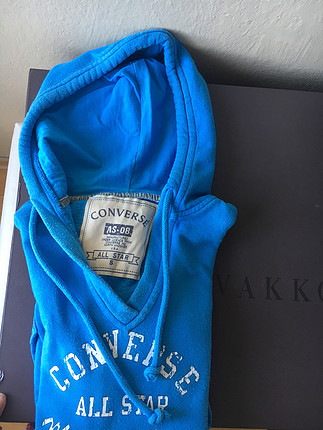 CONVERSE
AS-08
ALL STAR
S
VAKKO
CONVERSE
ALL STAR